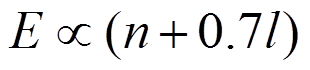 E ∝ (n + 0.7l)